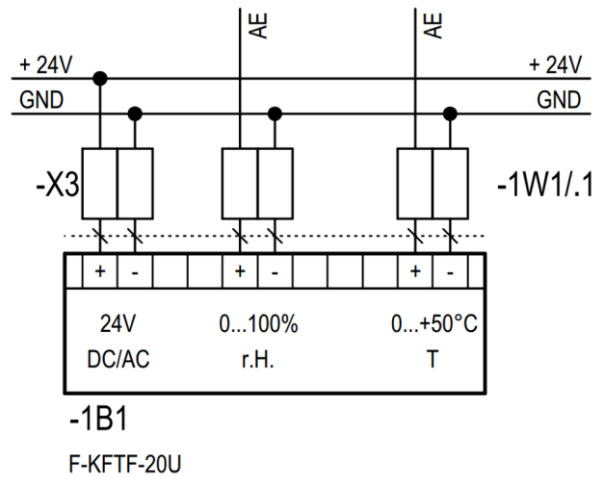 AE AE
+ 24V + 24V
GND GND
-X3 -1W1/.1
+ - + - + -
24V 0...100% 0...+50°C
DC/AC r.H. T
-1B1
F-KFTF-20U